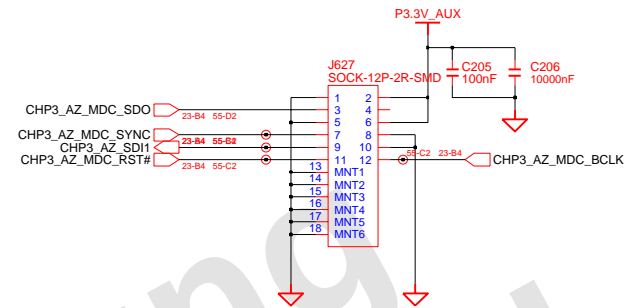 P3.3V_AUX
J627
SOCK-12P-2R-SMD
C205
100nF
C206
10000nF
1 2
CHP3_AZ_MDC_SDO 23-B4 55-D2 3 4
5 6
CHP3_AZ_MDC_SYNC 7 8
CHP3_AZ_SDI1 23-B4 9 10
CHP3_AZ_MDC_RST# 23-B4 55-C2 11 12 55-C2 23-B4 CHP3_AZ_MDC_BCLK
13 MNT1
14 MNT2
15 MNT3
16 MNT4
17 MNT5
18 MNT6